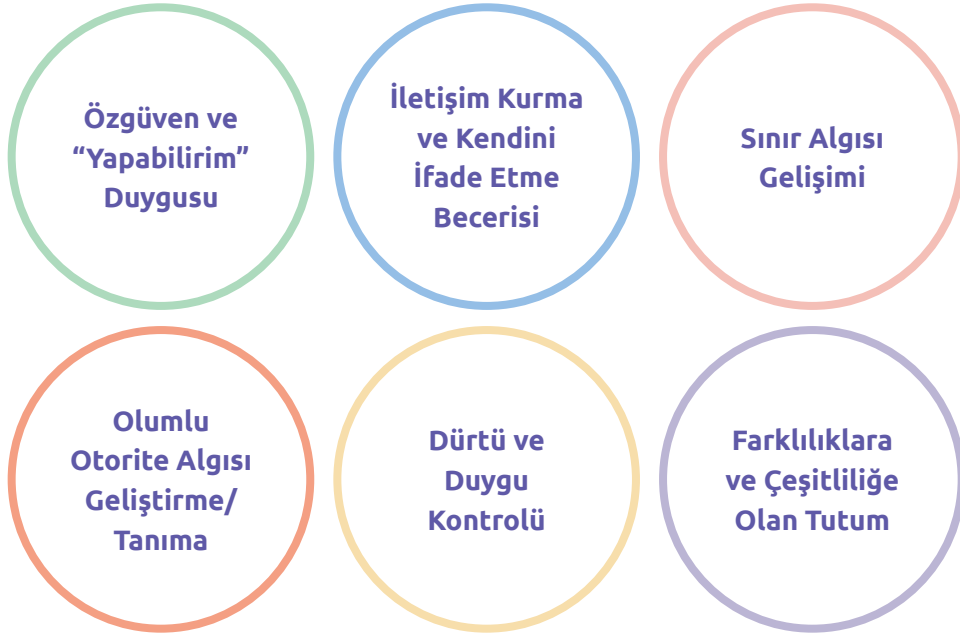 Özgüven ve
“Yapabilirim”
Duygusu
İletişim Kurma
ve Kendini
İfade Etme
Becerisi
Sınır Algısı
Gelişimi
Olumlu
Otorite Algısı
Geliştirme/
Tanıma
Dürtü ve
Duygu
Kontrolü
Farklılıklara
ve Çeşitliliğe
Olan Tutum